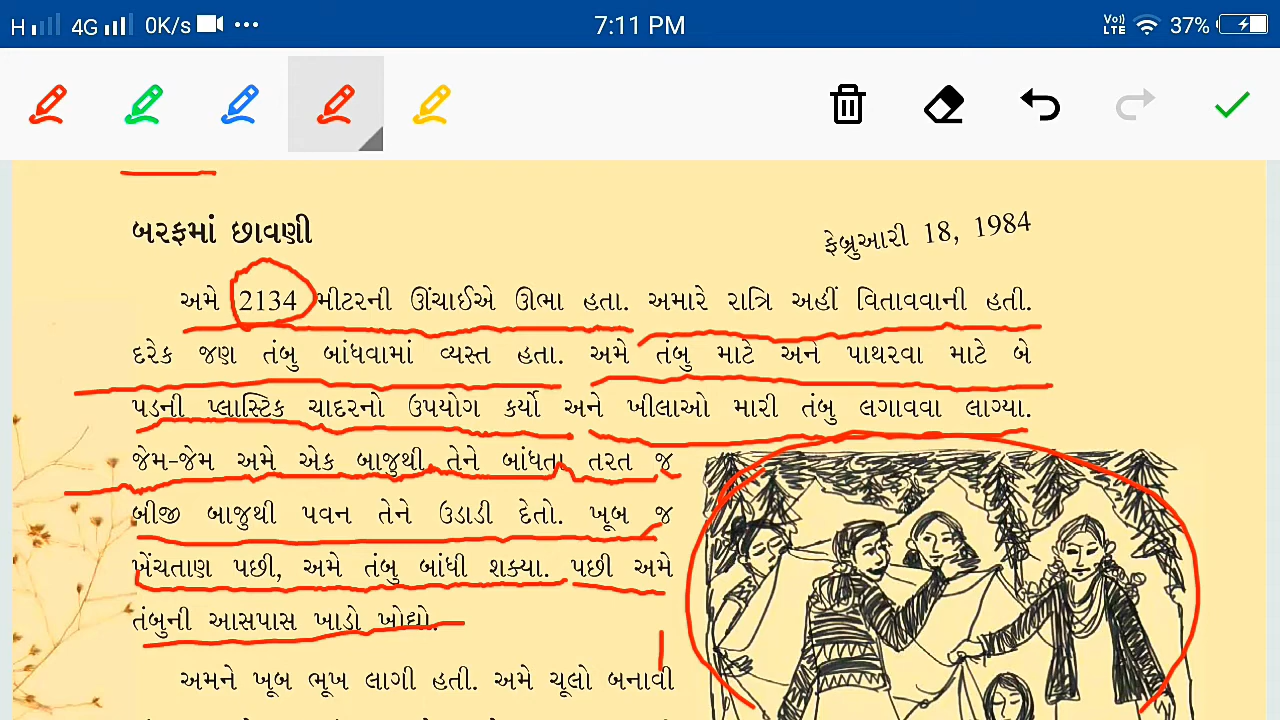 H 4G 0K/s ... 7:11 PM Vo)) LTE 37%
બરફમાં છાવણી
ફેબ્રુઆરી 18, 1984
અમે 2134 મીટરની ઊંચાઈએ ઊભા હતા. અમારે રાત્રિ અહીં વિતાવવાની હતી.
દરેક જણ તંબુ બાંધવામાં વ્યસ્ત હતા. અમે તંબુ માટે અને પાથરવા માટે બે
પડની પ્લાસ્ટિક ચાદરનો ઉપયોગ કર્યો અને ખીલાઓ મારી તંબુ લગાવવા લાગ્યા.
જેમ-જેમ અમે એક બાજુથી તેને બાંધતા તરત જ
બીજી બાજુથી પવન તેને ઉડાડી દેતો. ખૂબ જ
ખેંચતાણ પછી, અમે તંબુ બાંધી શક્યા. પછી અમે
તંબુની આસપાસ ખાડો ખોદ્યો.
અમને ખૂબ ભૂખ લાગી હતી. અમે ચૂલો બનાવી